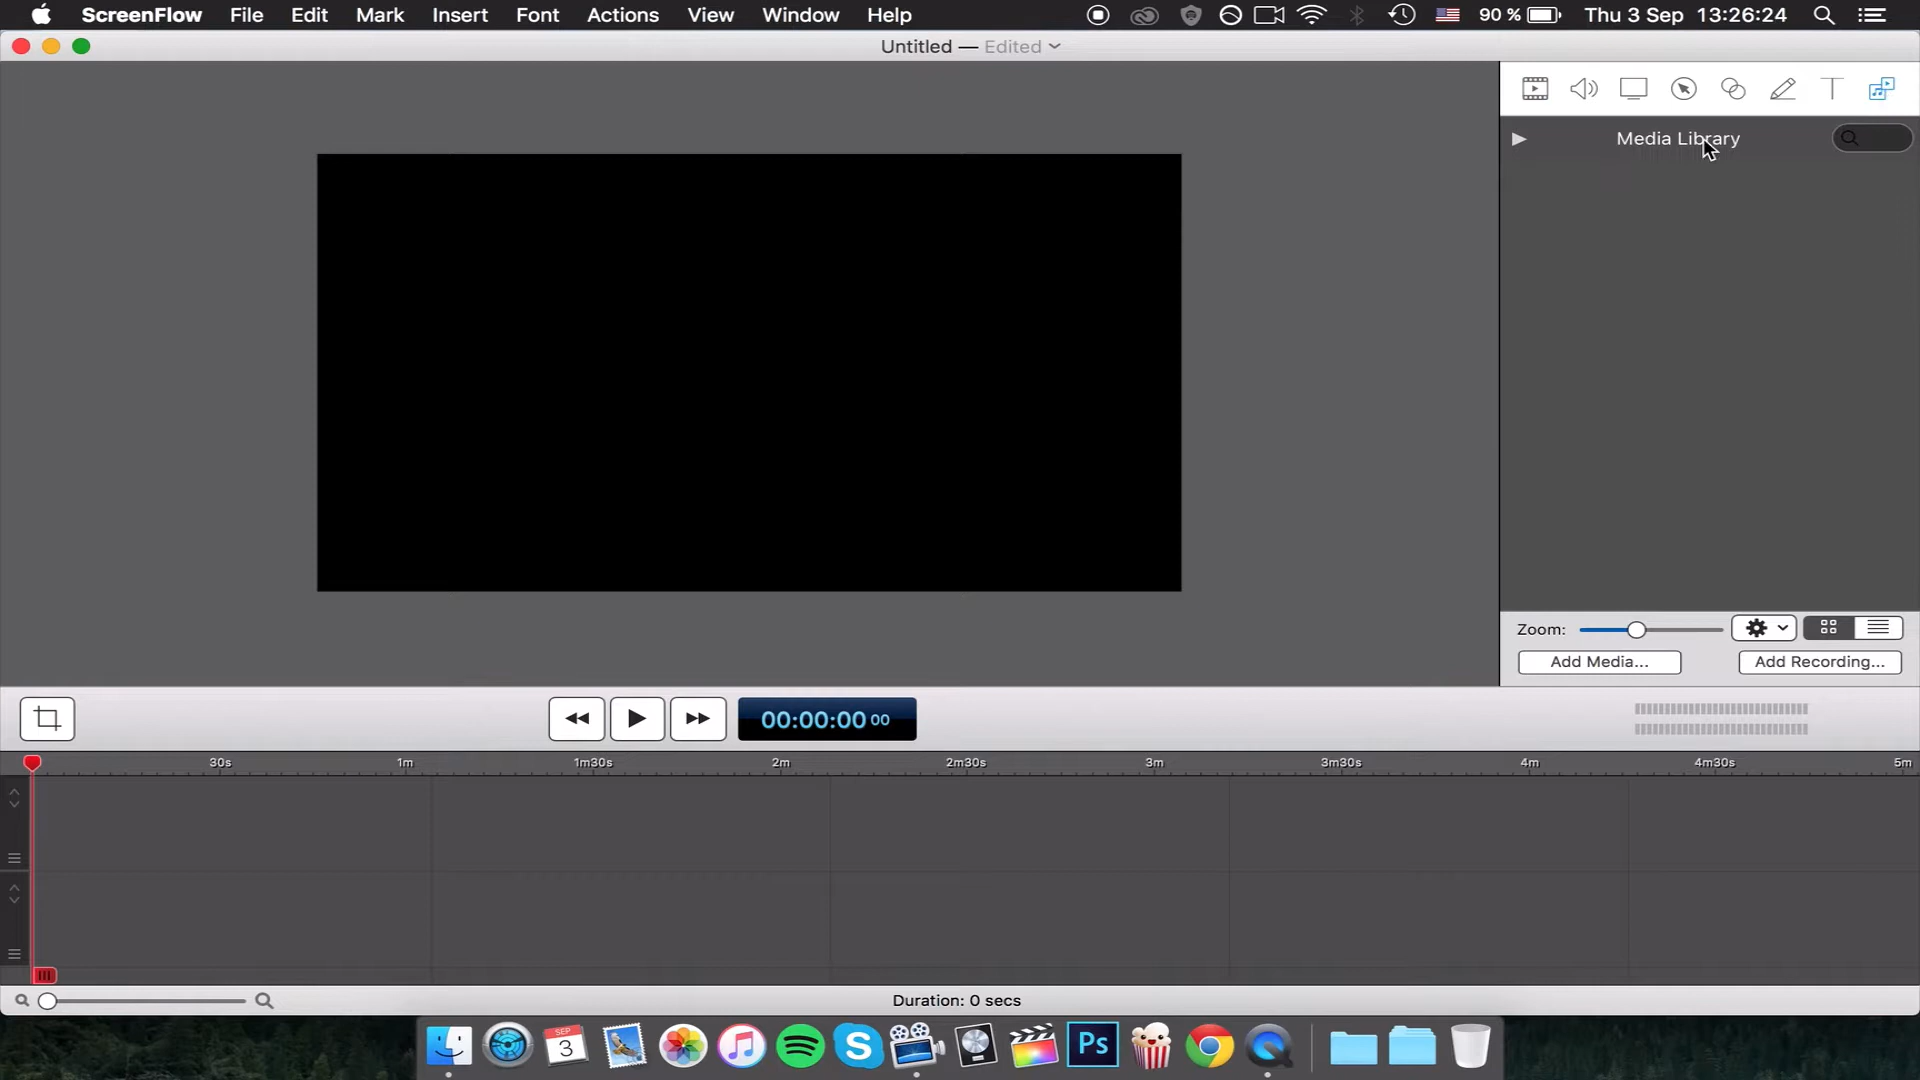 ScreenFlow File Edit Mark Insert Font Actions View Window Help 90 % Thu 3 Sep 13:26:24
Untitled — Edited
T
Media Library
Zoom:
Add Media... Add Recording...
00:00:00 00
30s 1m 1m30s 2m 2m30s 3m 3m30s 4m 4m30s 5m
Duration: 0 secs
SEP
3
Ps